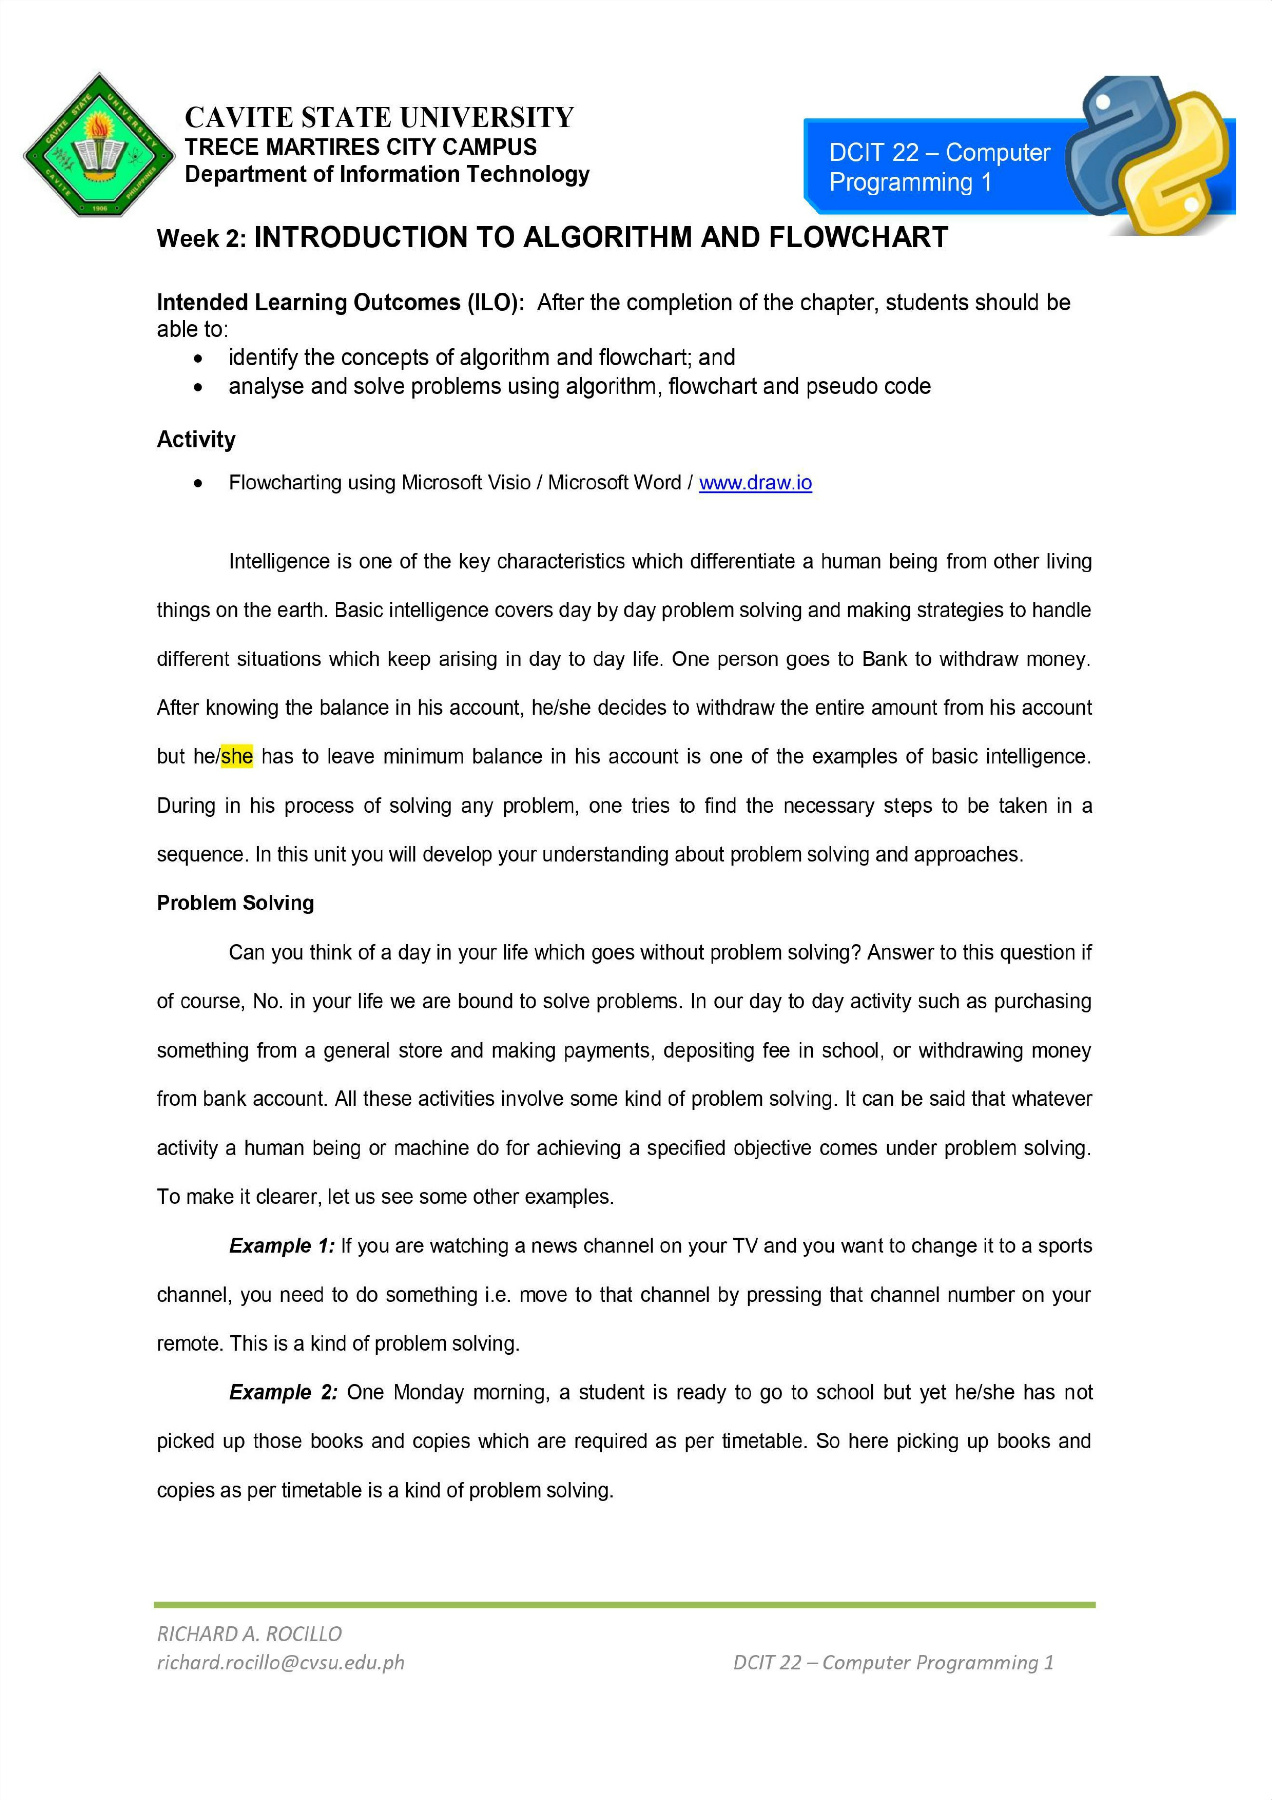 CAVITE STATE UNIVERSITY
TRECE MARTIRES CITY CAMPUS
Department of Information Technology
DCIT 22 – Computer
Programming 1
CAVITE STATE UNIVERSITY
CAVITE PHILIPPINES
1906
Week 2: INTRODUCTION TO ALGORITHM AND FLOWCHART
Intended Learning Outcomes (ILO): After the completion of the chapter, students should be
able to:
• identify the concepts of algorithm and flowchart; and
• analyse and solve problems using algorithm, flowchart and pseudo code
Activity
• Flowcharting using Microsoft Visio / Microsoft Word / www.draw.io
Intelligence is one of the key characteristics which differentiate a human being from other living
things on the earth. Basic intelligence covers day by day problem solving and making strategies to handle
different situations which keep arising in day to day life. One person goes to Bank to withdraw money.
After knowing the balance in his account, he/she decides to withdraw the entire amount from his account
but he/she has to leave minimum balance in his account is one of the examples of basic intelligence.
During in his process of solving any problem, one tries to find the necessary steps to be taken in a
sequence. In this unit you will develop your understanding about problem solving and approaches.
Problem Solving
Can you think of a day in your life which goes without problem solving? Answer to this question if
of course, No. in your life we are bound to solve problems. In our day to day activity such as purchasing
something from a general store and making payments, depositing fee in school, or withdrawing money
from bank account. All these activities involve some kind of problem solving. It can be said that whatever
activity a human being or machine do for achieving a specified objective comes under problem solving.
To make it clearer, let us see some other examples.
Example 1: If you are watching a news channel on your TV and you want to change it to a sports
channel, you need to do something i.e. move to that channel by pressing that channel number on your
remote. This is a kind of problem solving.
Example 2: One Monday morning, a student is ready to go to school but yet he/she has not
picked up those books and copies which are required as per timetable. So here picking up books and
copies as per timetable is a kind of problem solving.
RICHARD A. ROCILLO
richard.rocillo@cvsu.edu.ph DCIT 22 – Computer Programming 1